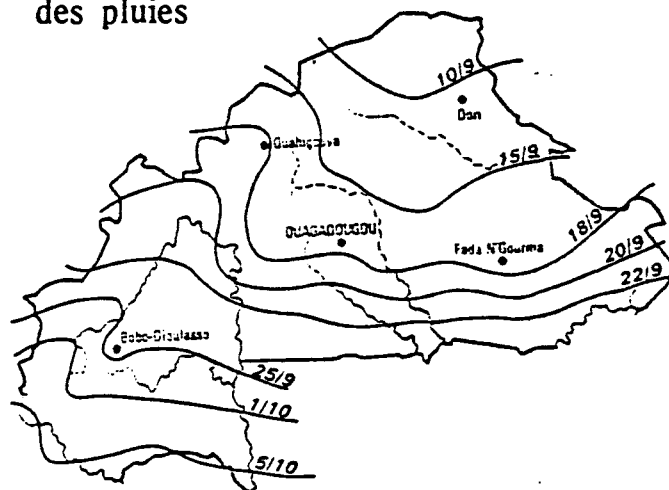 des pluies
10/9
Dori
15/9
Ouahigouya
OUAGADOUGOU
Fada N'Gourma
18/9
20/9
22/9
Bobo-Dioulasso
25/9
1/10
5/10